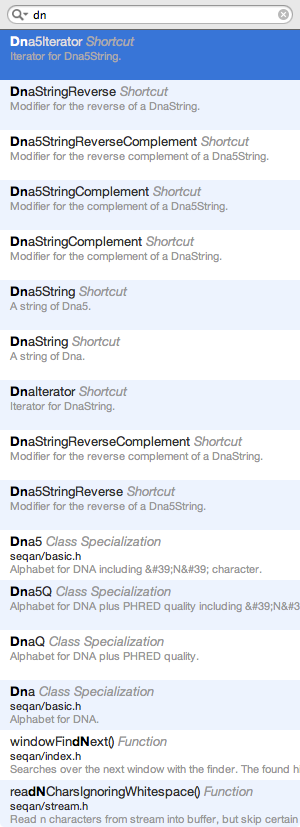 dn
Dna5Iterator Shortcut
Iterator for Dna5String.
DnaStringReverse Shortcut
Modifier for the reverse of a DnaString.
Dna5StringReverseComplement Shortcut
Modifier for the reverse complement of a Dna5String.
Dna5StringComplement Shortcut
Modifier for the complement of a Dna5String.
DnaStringComplement Shortcut
Modifier for the complement of a DnaString.
Dna5String Shortcut
A string of Dna5.
DnaString Shortcut
A string of Dna.
DnaIterator Shortcut
Iterator for DnaString.
DnaStringReverseComplement Shortcut
Modifier for the reverse complement of a DnaString.
Dna5StringReverse Shortcut
Modifier for the reverse of a Dna5String.
Dna5 Class Specialization
seqan/basic.h
Alphabet for DNA including &#39;N&#39; character.
Dna5Q Class Specialization
Alphabet for DNA plus PHRED quality including &#39;N&#3
DnaQ Class Specialization
Alphabet for DNA plus PHRED quality.
Dna Class Specialization
seqan/basic.h
Alphabet for DNA.
windowFindNext() Function
seqan/index.h
Searches over the next window with the finder. The found hi
readNCharsIgnoringWhitespace() Function
seqan/stream.h
Read n characters from stream into buffer, but skip certain